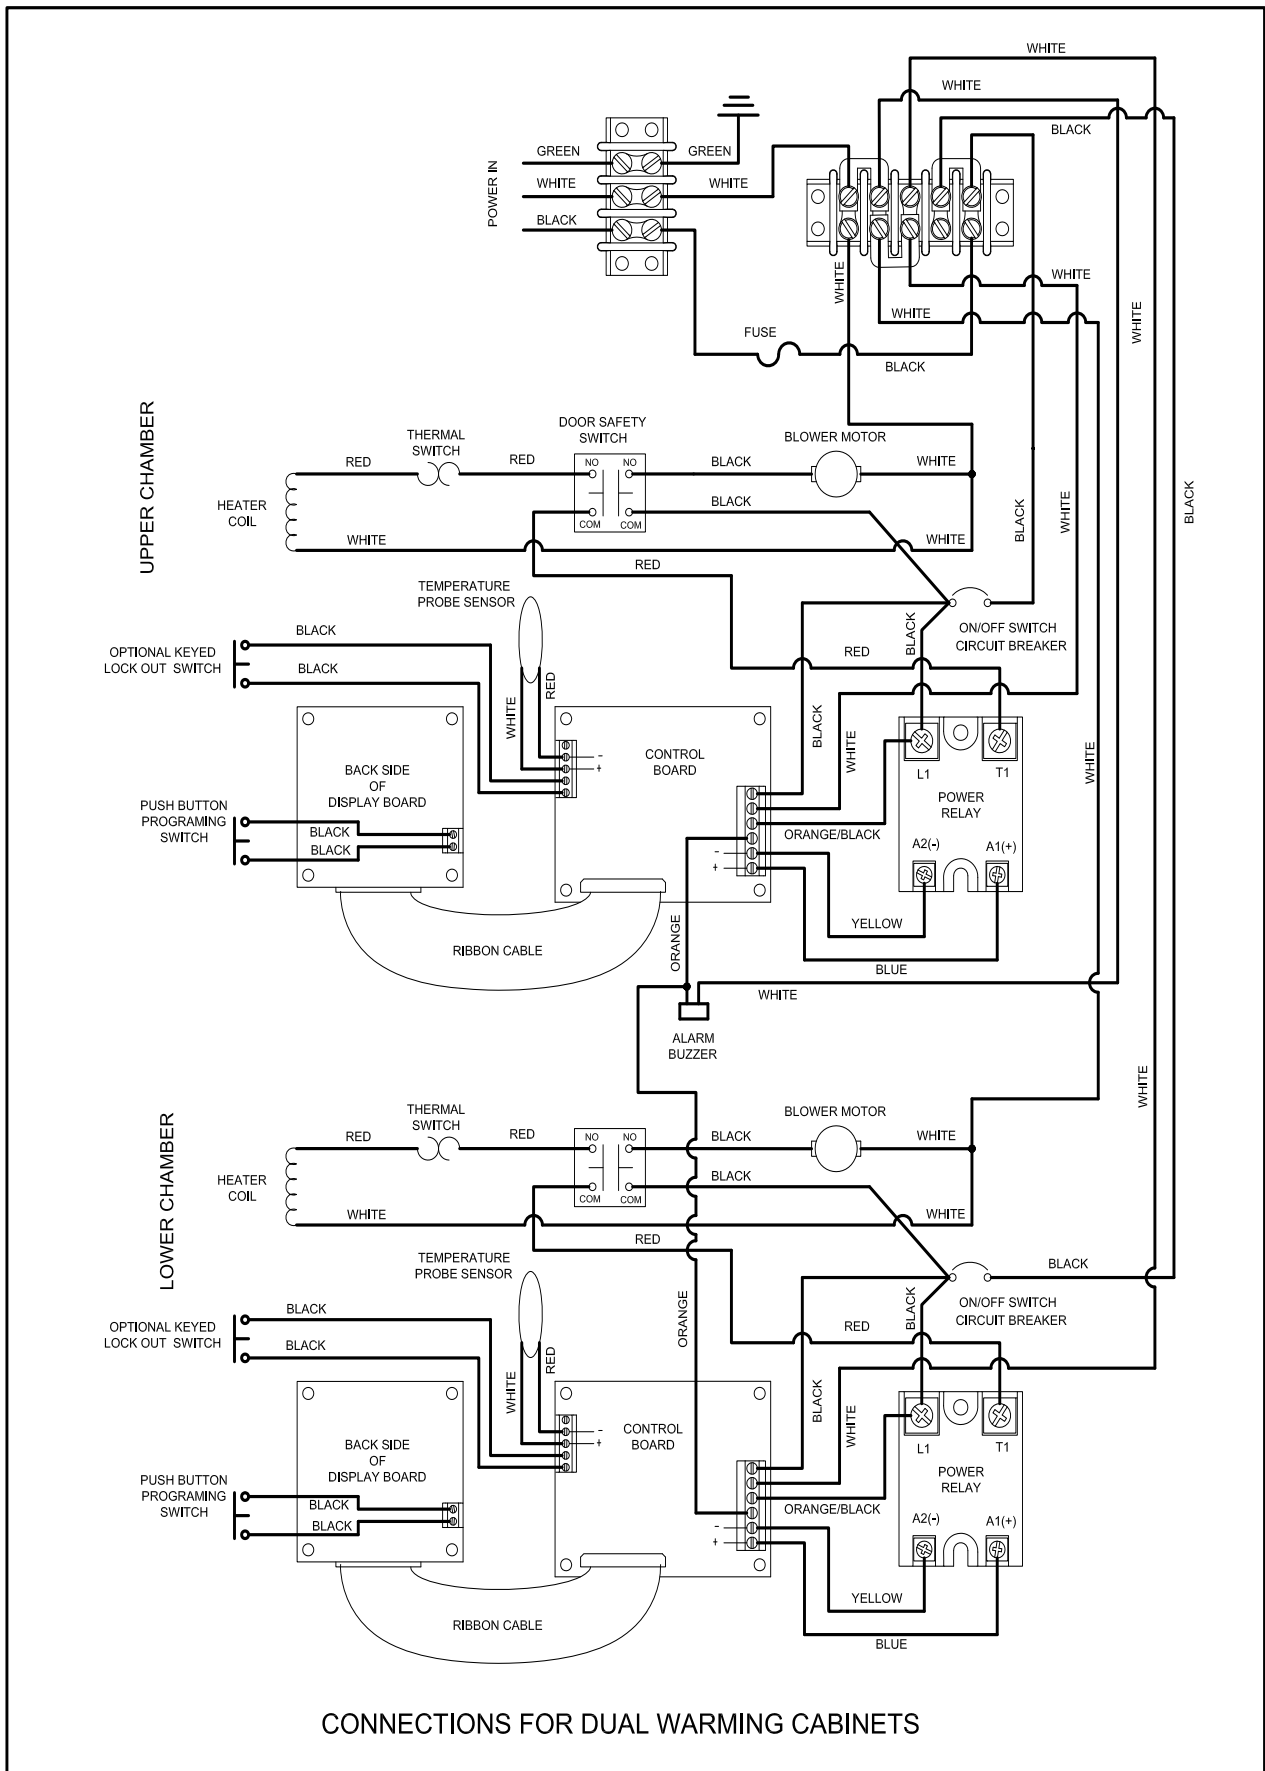 WHITE
WHITE
BLACK
POWER IN
GREEN
GREEN
WHITE
WHITE
BLACK
WHITE
WHITE
WHITE
WHITE
FUSE
BLACK
UPPER CHAMBER
THERMAL
SWITCH
DOOR SAFETY
SWITCH
BLOWER MOTOR
RED
RED
NO
NO
BLACK
WHITE
HEATER
COIL
BLACK
COM
COM
WHITE
WHITE
BLACK
WHITE
BLACK
RED
TEMPERATURE
PROBE SENSOR
BLACK
OPTIONAL KEYED
LOCK OUT SWITCH
BLACK
BLACK
ON/OFF SWITCH
CIRCUIT BREAKER
RED
WHITE
RED
BLACK
WHITE
WHITE
BACK SIDE
OF
DISPLAY BOARD
CONTROL
BOARD
-
+
L1
T1
POWER
RELAY
PUSH BUTTON
PROGRAMING
SWITCH
BLACK
BLACK
ORANGE/BLACK
A2(-)
A1(+)
-
+
ORANGE
YELLOW
RIBBON CABLE
BLUE
WHITE
ALARM
BUZZER
WHITE
LOWER CHAMBER
THERMAL
SWITCH
BLOWER MOTOR
RED
RED
NO
NO
BLACK
WHITE
HEATER
COIL
BLACK
COM
COM
WHITE
WHITE
RED
TEMPERATURE
PROBE SENSOR
BLACK
BLACK
OPTIONAL KEYED
LOCK OUT SWITCH
BLACK
ORANGE
BLACK
ON/OFF SWITCH
CIRCUIT BREAKER
RED
WHITE
RED
BLACK
WHITE
BACK SIDE
OF
DISPLAY BOARD
CONTROL
BOARD
-
+
L1
T1
POWER
RELAY
PUSH BUTTON
PROGRAMING
SWITCH
BLACK
BLACK
ORANGE/BLACK
A2(-)
A1(+)
-
+
YELLOW
RIBBON CABLE
BLUE
CONNECTIONS FOR DUAL WARMING CABINETS